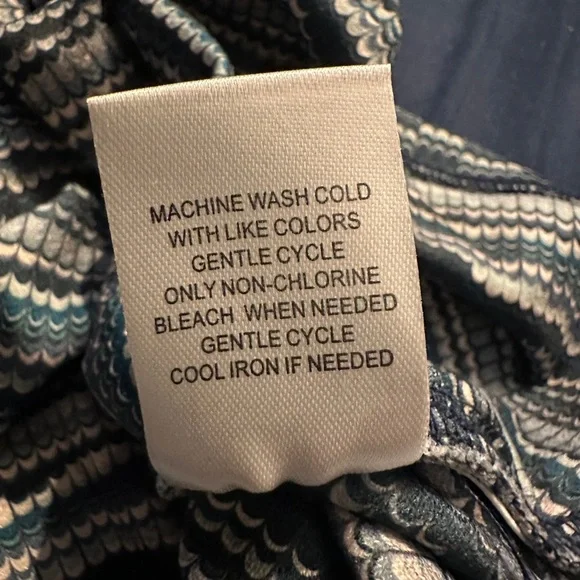 MACHINE WASH COLD
WITH LIKE COLORS
GENTLE CYCLE
ONLY NON-CHLORINE
BLEACH WHEN NEEDED
GENTLE CYCLE
COOL IRON IF NEEDED